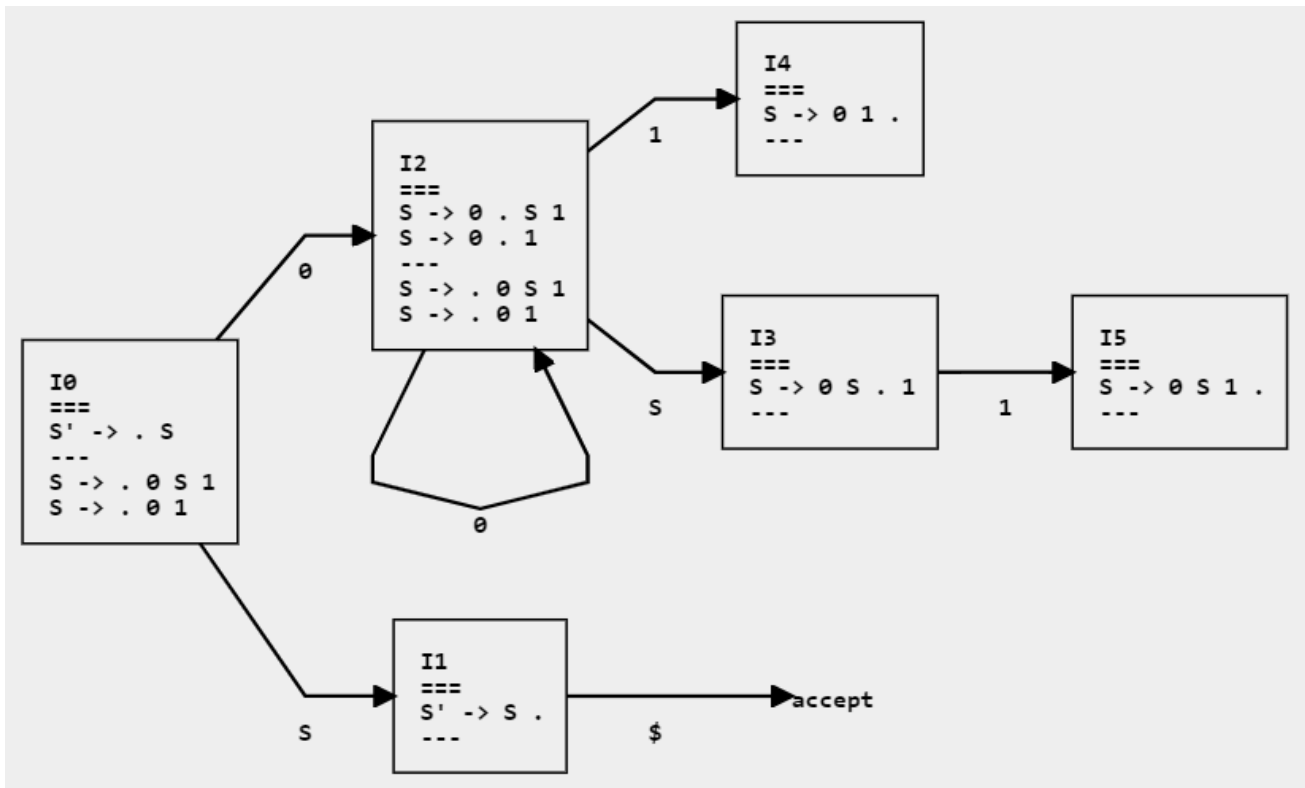 I4
===
S -> 0 1 .
---
1
I2
===
S -> 0 . S 1
S -> 0 . 1
---
S -> . 0 S 1
S -> . 0 1
0
I0
===
S' -> . S
---
S -> . 0 S 1
S -> . 0 1
S
I3
===
S -> 0 S . 1
---
1
I5
===
S -> 0 S 1 .
---
0
I1
===
S' -> S .
---
S
$
accept